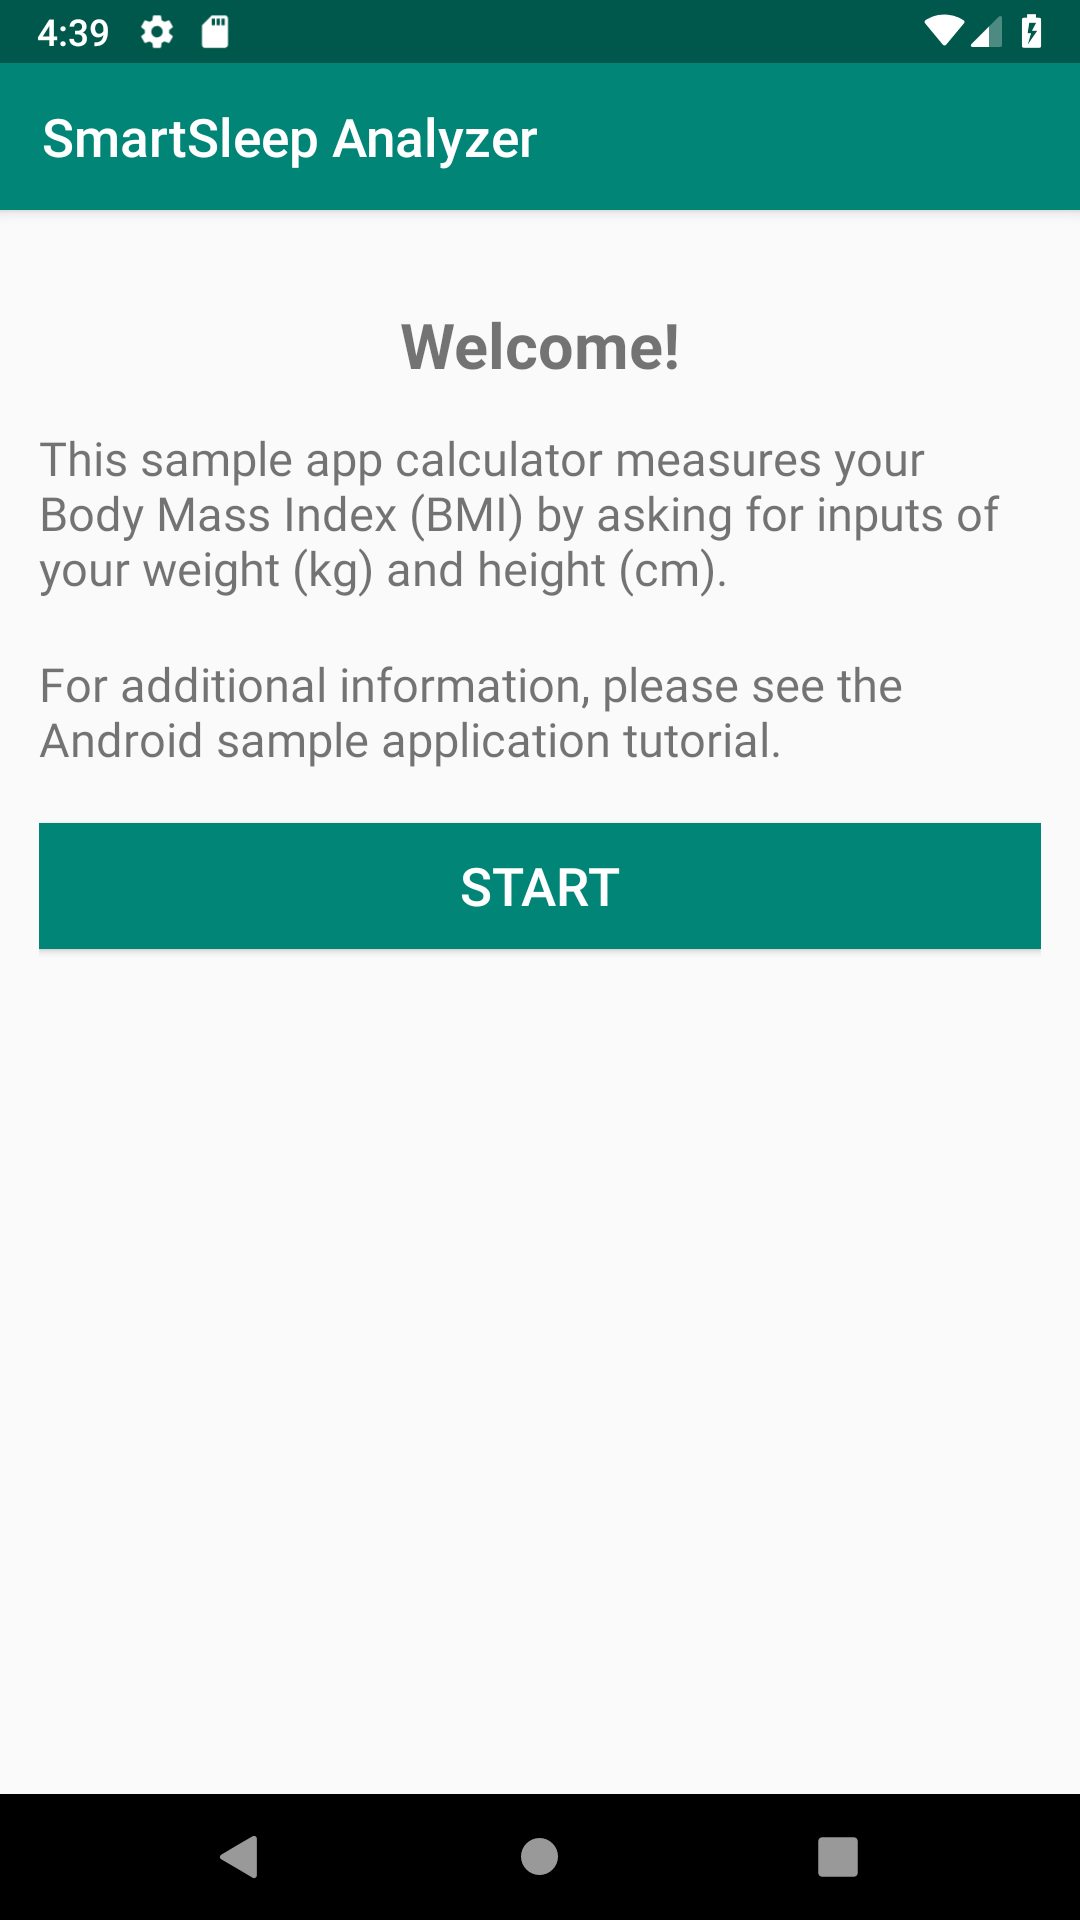 4:39
SmartSleep Analyzer
Welcome!
This sample app calculator measures your
Body Mass Index (BMI) by asking for inputs of
your weight (kg) and height (cm).
For additional information, please see the
Android sample application tutorial.
START